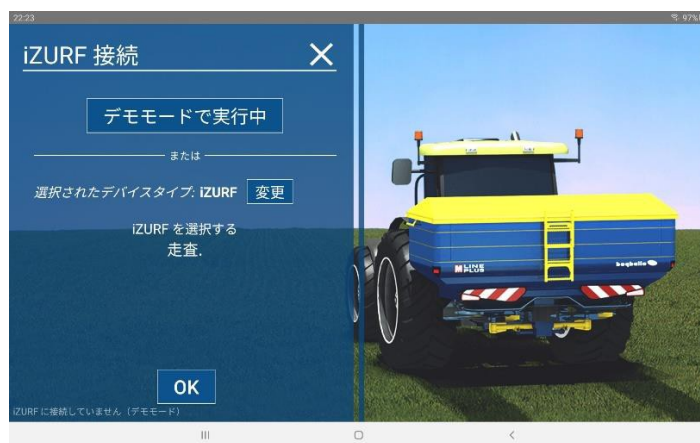 22:23
97%
iZURF 接続
デモモードで実行中
または
選択されたデバイスタイプ: iZURF 変更
iZURF を選択する
走査.
M LINE PLUS
bogballe
OK
iZURF に接続していません（デモモード）